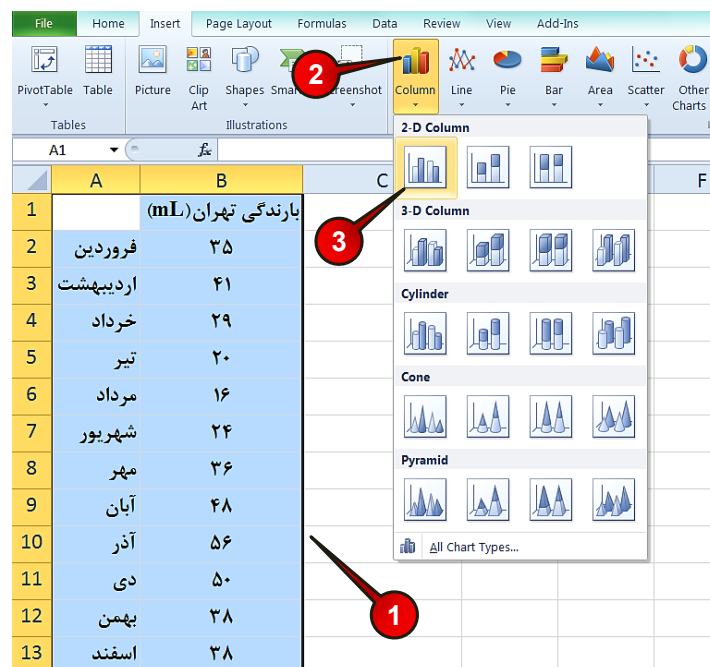 File Home Insert Page Layout Formulas Data Review View Add-Ins
PivotTable Table Picture Clip Art Shapes Column Line Pie Bar Area Scatter Other Charts
Tables Illustrations
2
A1 fx
2-D Column
A B C F
1 بارندگی تهران(mL)
3-D Column
3
2 فروردین ۳۵
3 اردیبهشت ۴۱
Cylinder
4 خرداد ۲۹
5 تیر ۲۰
Cone
6 مرداد ۱۶
7 شهریور ۲۴
Pyramid
8 مهر ۳۶
9 آبان ۴۸
10 آذر ۵۶
All Chart Types...
11 دی ۵۰
1
12 بهمن ۳۸
13 اسفند ۳۸